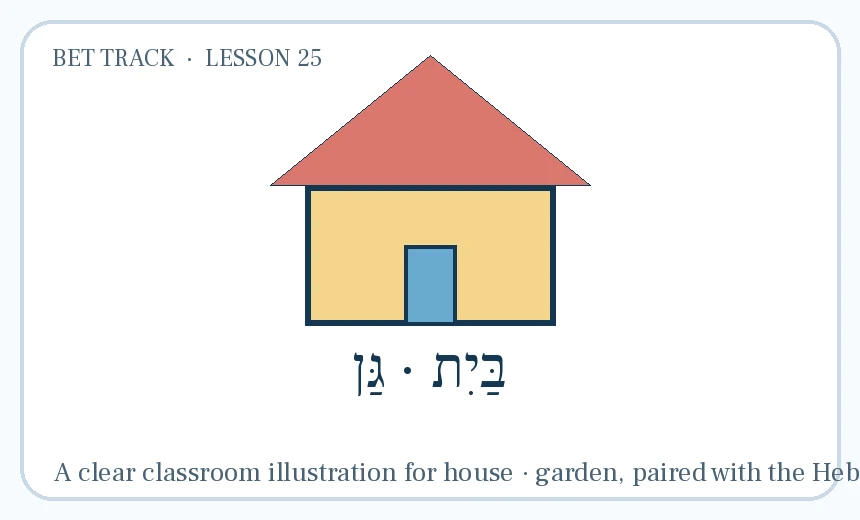 BET TRACK · LESSON 25
בַּיִת · גַּן
A clear classroom illustration for house · garden, paired with the Heb